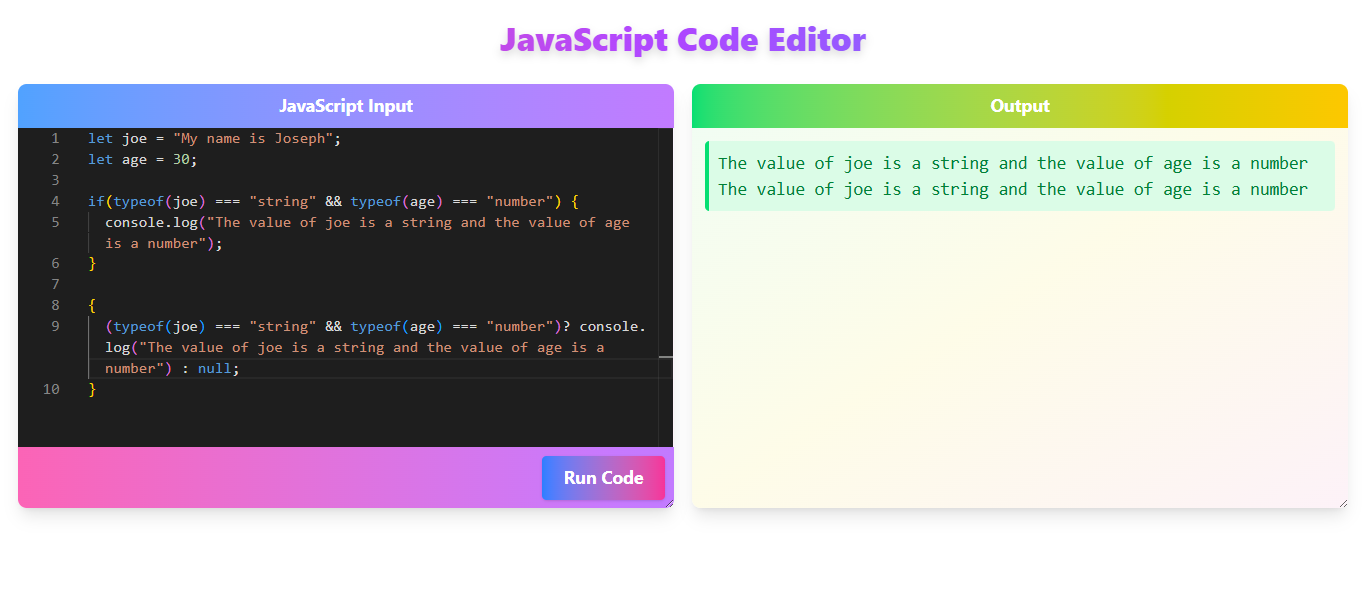 JavaScript Code Editor
JavaScript Input
1 let joe = "My name is Joseph";
2 let age = 30;
3
4 if(typeof(joe) === "string" && typeof(age) === "number") {
5 console.log("The value of joe is a string and the value of age
is a number");
6 }
7
8 {
9 (typeof(joe) === "string" && typeof(age) === "number")? console.
log("The value of joe is a string and the value of age is a
number") : null;
10 }
Run Code
Output
The value of joe is a string and the value of age is a number
The value of joe is a string and the value of age is a number